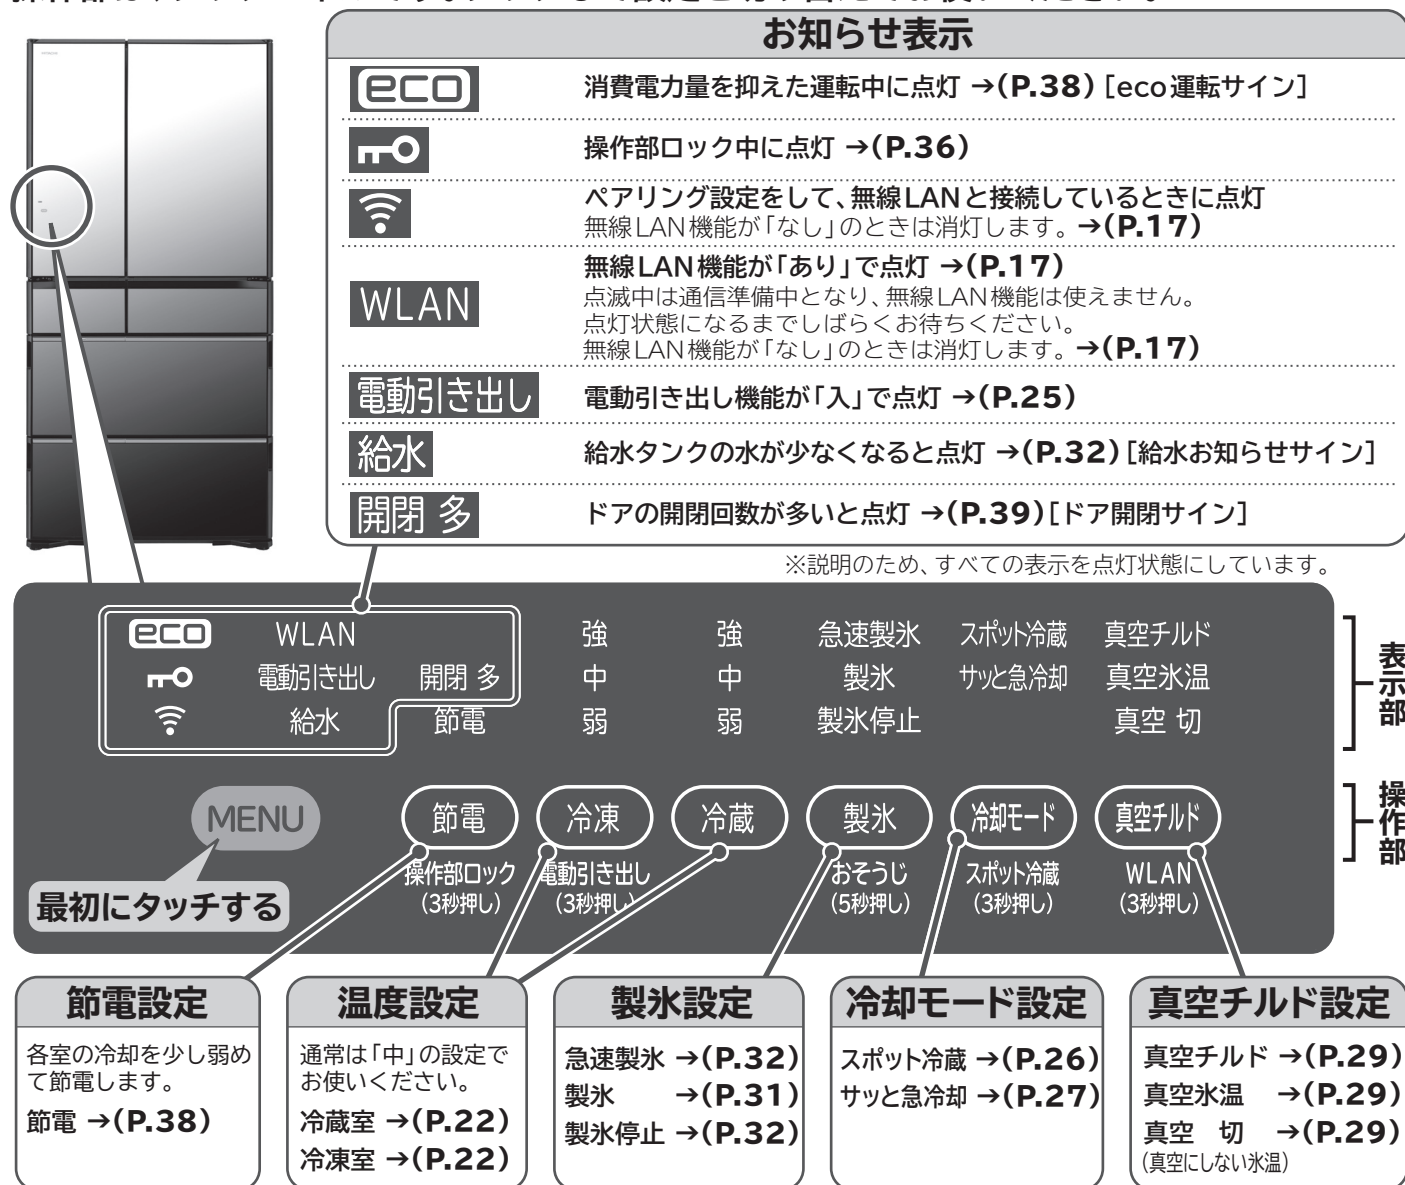 お知らせ表示
eco 消費電力量を抑えた運転中に点灯 →(P.38) [eco運転サイン]
操作部ロック中に点灯 →(P.36)
ペアリング設定をして、無線LANと接続しているときに点灯
無線LAN機能が「なし」のときは消灯します。→(P.17)
無線LAN機能が「あり」で点灯 →(P.17)
WLAN 点滅中は通信準備中となり、無線LAN機能は使えません。
点灯状態になるまでしばらくお待ちください。
無線LAN機能が「なし」のときは消灯します。→(P.17)
電動引き出し 電動引き出し機能が「入」で点灯 →(P.25)
給水 給水タンクの水が少なくなると点灯 →(P.32) [給水お知らせサイン]
開閉 多 ドアの開閉回数が多いと点灯 →(P.39) [ドア開閉サイン]
※説明のため、すべての表示を点灯状態にしています。
eco WLAN 強 強 急速製氷 スポット冷蔵 真空チルド
電動引き出し 開閉 多 中 中 製氷 サッと急冷却 真空氷温
給水 節電 弱 弱 製氷停止 真空 切
表示部
MENU 節電 冷凍 冷蔵 製氷 冷却モード 真空チルド
操作部
操作部ロック 電動引き出し おそうじ スポット冷蔵 WLAN
(3秒押し) (3秒押し) (5秒押し) (3秒押し) (3秒押し)
最初にタッチする
節電設定
各室の冷却を少し弱め
て節電します。
節電 →(P.38)
温度設定
通常は「中」の設定で
お使いください。
冷蔵室 →(P.22)
冷凍室 →(P.22)
製氷設定
急速製氷 →(P.32)
製氷 →(P.31)
製氷停止 →(P.32)
冷却モード設定
スポット冷蔵 →(P.26)
サッと急冷却 →(P.27)
真空チルド設定
真空チルド →(P.29)
真空氷温 →(P.29)
真空 切 →(P.29)
(真空にしない氷温)